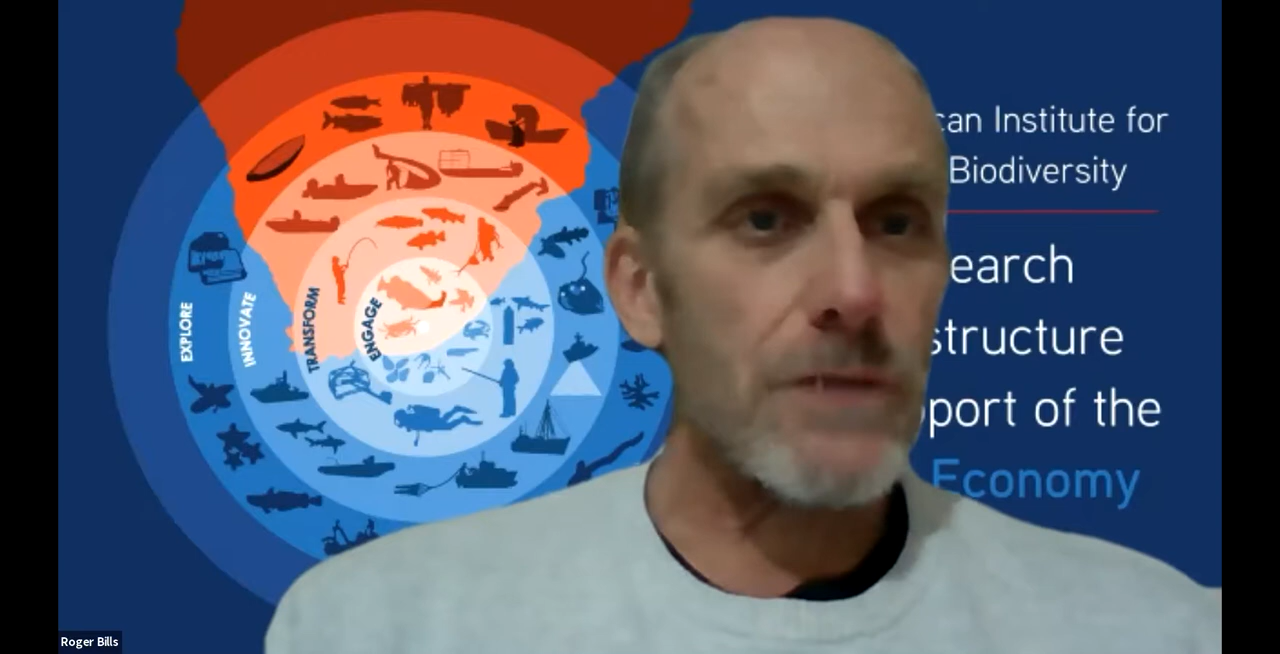 can Institute for
Biodiversity
earch
structure
port of the
Economy
EXPLORE
INNOVATE
TRANSFORM
ENGAGE
Roger Bills